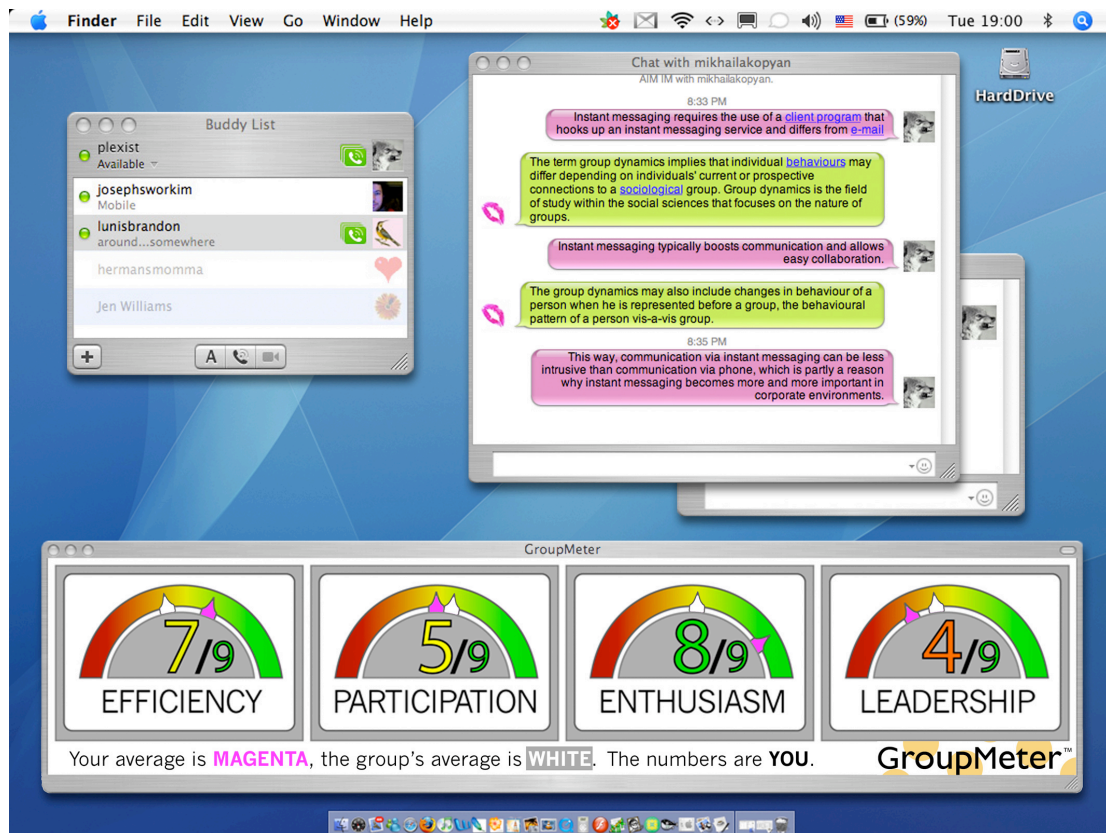 Finder File Edit View Go Window Help
(59%) Tue 19:00
HardDrive
Buddy List
plexist
Available
josephsworkim
Mobile
lunisbrandon
around...somewhere
hermansmomma
Jen Williams
A
Chat with mikhailakopyan
AIM IM with mikhailakopyan.
8:33 PM
Instant messaging requires the use of a client program that
hooks up an instant messaging service and differs from e-mail
The term group dynamics implies that individual behaviours may
differ depending on individuals' current or prospective
connections to a sociological group. Group dynamics is the field
of study within the social sciences that focuses on the nature of
groups.
Instant messaging typically boosts communication and allows
easy collaboration.
The group dynamics may also include changes in behaviour of a
person when he is represented before a group, the behavioural
pattern of a person vis-a-vis group.
8:35 PM
This way, communication via instant messaging can be less
intrusive than communication via phone, which is partly a reason
why instant messaging becomes more and more important in
corporate environments.
GroupMeter
7/9
EFFICIENCY
5/9
PARTICIPATION
8/9
ENTHUSIASM
4/9
LEADERSHIP
Your average is MAGENTA, the group's average is WHITE. The numbers are YOU.
GroupMeter™